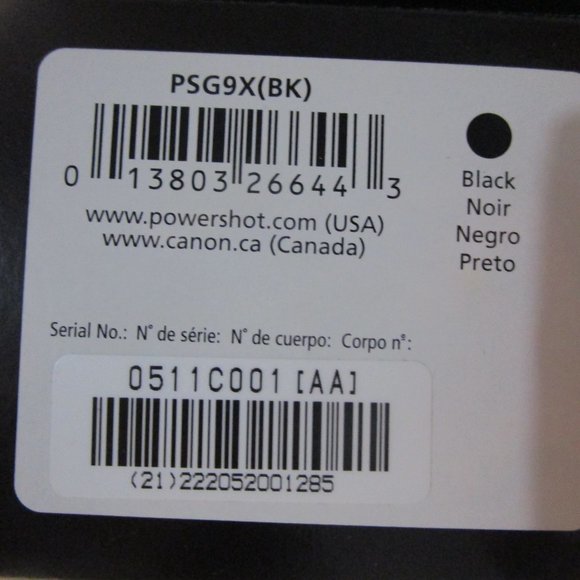 PSG9X(BK)
0 13803 26644 3
www.powershot.com (USA)
www.canon.ca (Canada)
Black
Noir
Negro
Preto
Serial No.: N° de série: N° de cuerpo: Corpo nº:
0511C001 [AA]
(21)222052001285